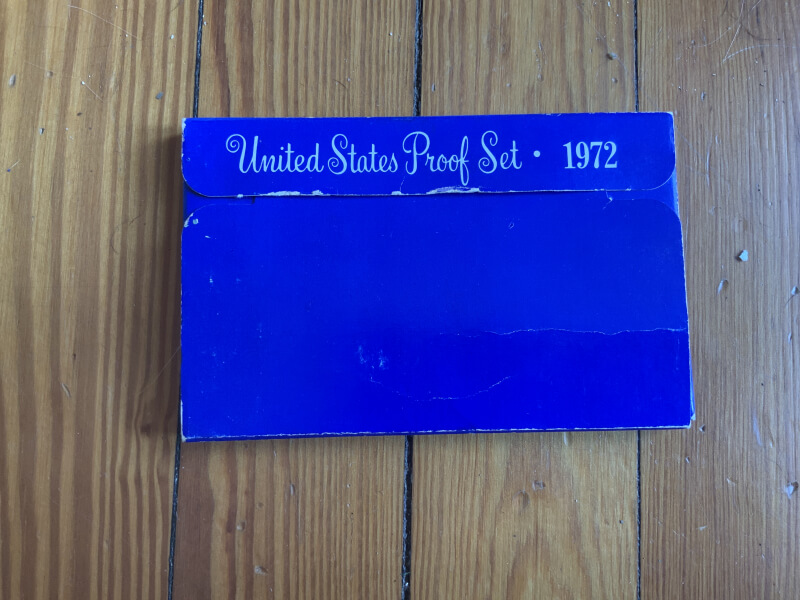 United States Proof Set • 1972